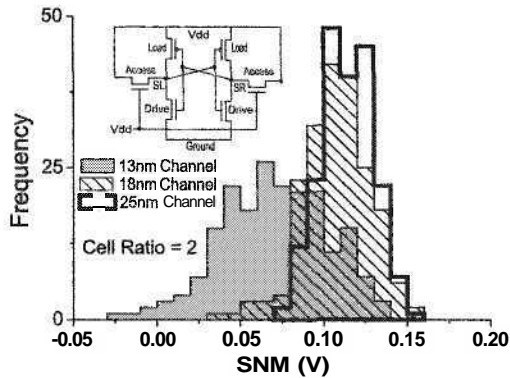 50
25
0
Frequency
Vdd
Load
Load
Access
Access
SL
SR
Drive
Drive
Vdd
Ground
13nm Channel
18nm Channel
25nm Channel
Cell Ratio = 2
-0.05
0.00
0.05
0.10
0.15
0.20
SNM (V)